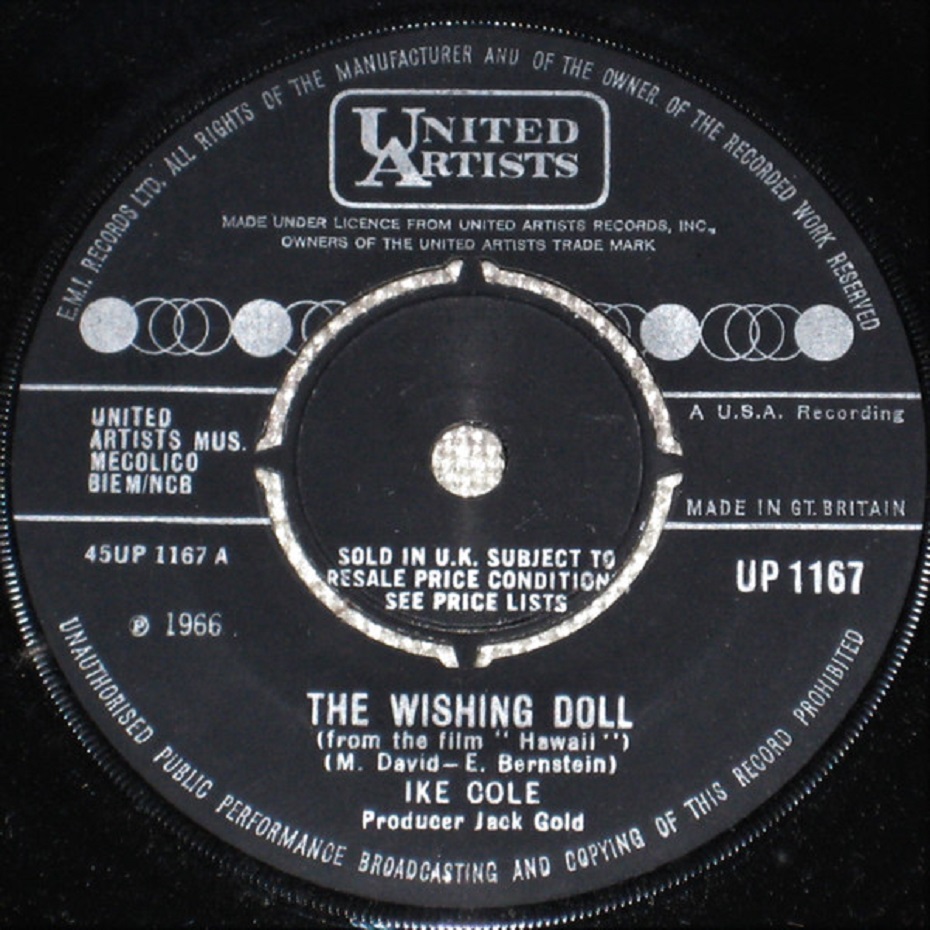 E.M.I. RECORDS LTD. ALL RIGHTS OF THE MANUFACTURER AND OF THE OWNER OF THE RECORDED WORK RESERVED
UNITED
ARTISTS
MADE UNDER LICENCE FROM UNITED ARTISTS RECORDS, INC.,
OWNERS OF THE UNITED ARTISTS TRADE MARK
UNITED
ARTISTS MUS.
MECOLICO
BIEM/NCB
A U.S.A. Recording
MADE IN GT. BRITAIN
45UP 1167 A
℗ 1966
SOLD IN U.K. SUBJECT TO
RESALE PRICE CONDITION
SEE PRICE LISTS
UP 1167
THE WISHING DOLL
(from the film "Hawaii")
(M. David—E. Bernstein)
IKE COLE
Producer Jack Gold
UNAUTHORISED PUBLIC PERFORMANCE BROADCASTING AND COPYING OF THIS RECORD PROHIBITED